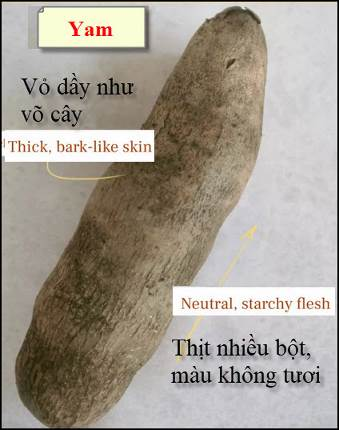 Yam
Vỏ dầy như
võ cây
Thick, bark-like skin
Neutral, starchy flesh
Thịt nhiều bột,
màu không tươi